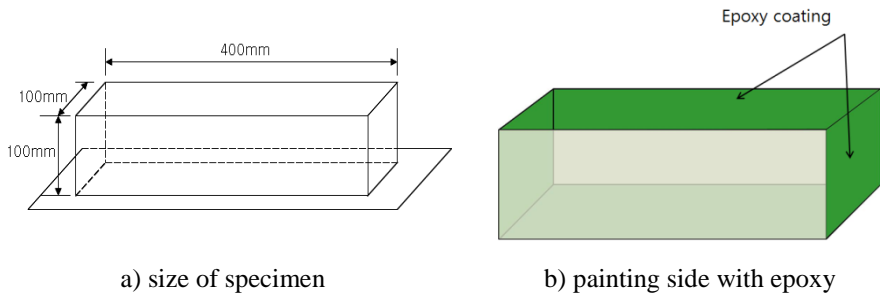 400mm
100mm
100mm
a) size of specimen
Epoxy coating
b) painting side with epoxy